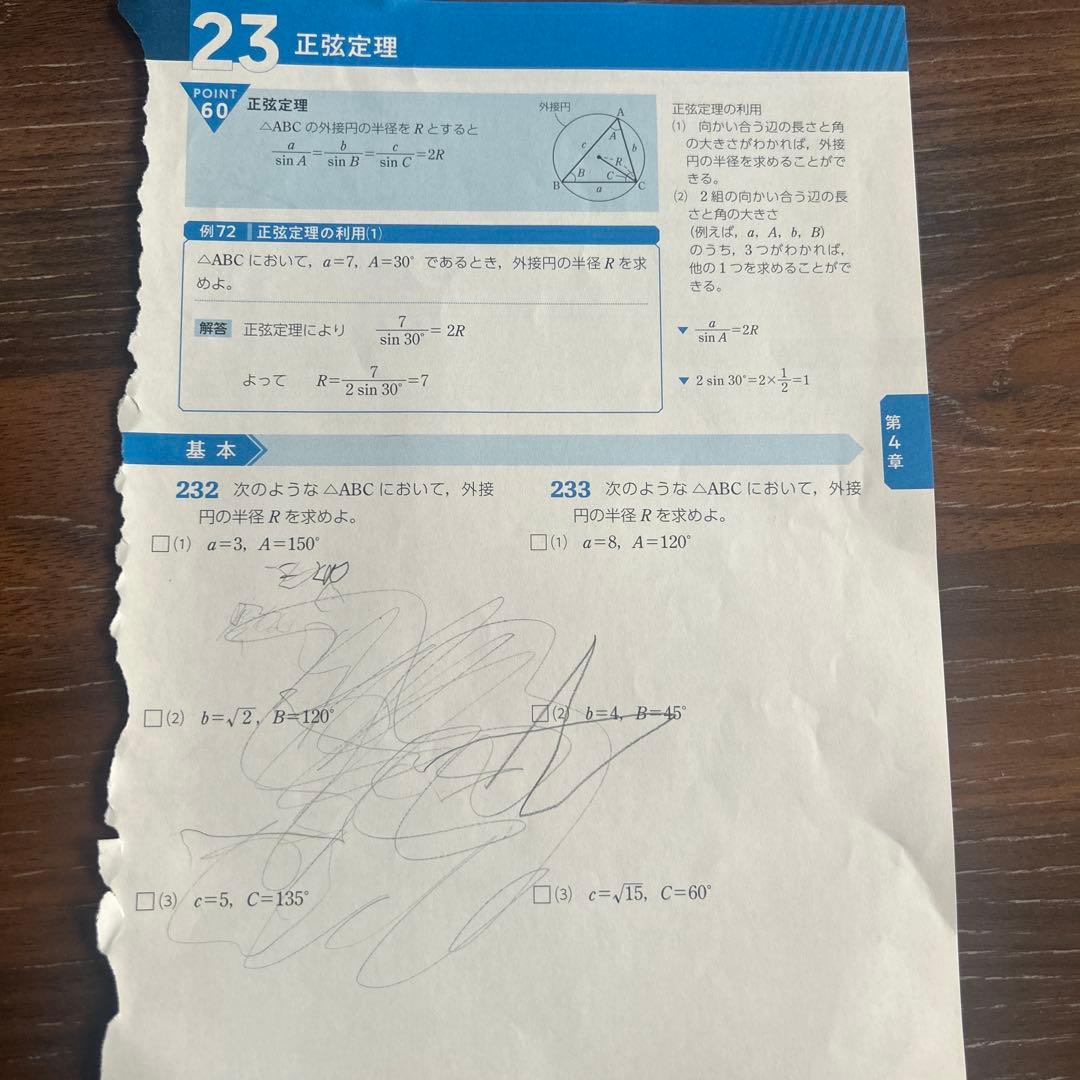 23 正弦定理
POINT
60
正弦定理
△ABC の外接円の半径を R とすると
a/sin A = b/sin B = c/sin C = 2R
外接円
A
A
c
b
R
B
C
B
a
C
正弦定理の利用
(1) 向かい合う辺の長さと角
の大きさがわかれば，外接
円の半径を求めることがで
きる。
(2) 2組の向かい合う辺の長
さと角の大きさ
(例えば，a，A，b，B)
のうち，3つがわかれば，
他の1つを求めることがで
きる。
例72 正弦定理の利用(1)
△ABC において，a=7，A=30° であるとき，外接円の半径 R を求
めよ。
解答 正弦定理により 7/sin 30° = 2R
よって R=7/2 sin 30°=7
▼ a/sin A=2R
▼ 2 sin 30°=2×1/2=1
第4章
基本
232 次のような △ABC において，外接
円の半径 R を求めよ。
□(1) a=3, A=150°
□(2) b=√2, B=120°
□(3) c=5, C=135°
233 次のような △ABC において，外接
円の半径 R を求めよ。
□(1) a=8, A=120°
□(2) b=4, B=45°
□(3) c=√15, C=60°